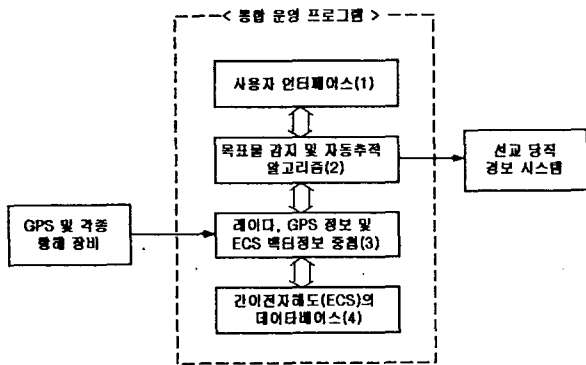 < 통합 운영 프로그램>
사용자 인터페이스(1)
목표물 감지 및 자동추적
알고리즘(2)
선교 당직
경보 시스템
GPS 및 각종
항해 장비
레이다, GPS 정보 및
ECS 벡터정보 중첩(3)
간이전자해도(ECS)의
데이타베이스(4)